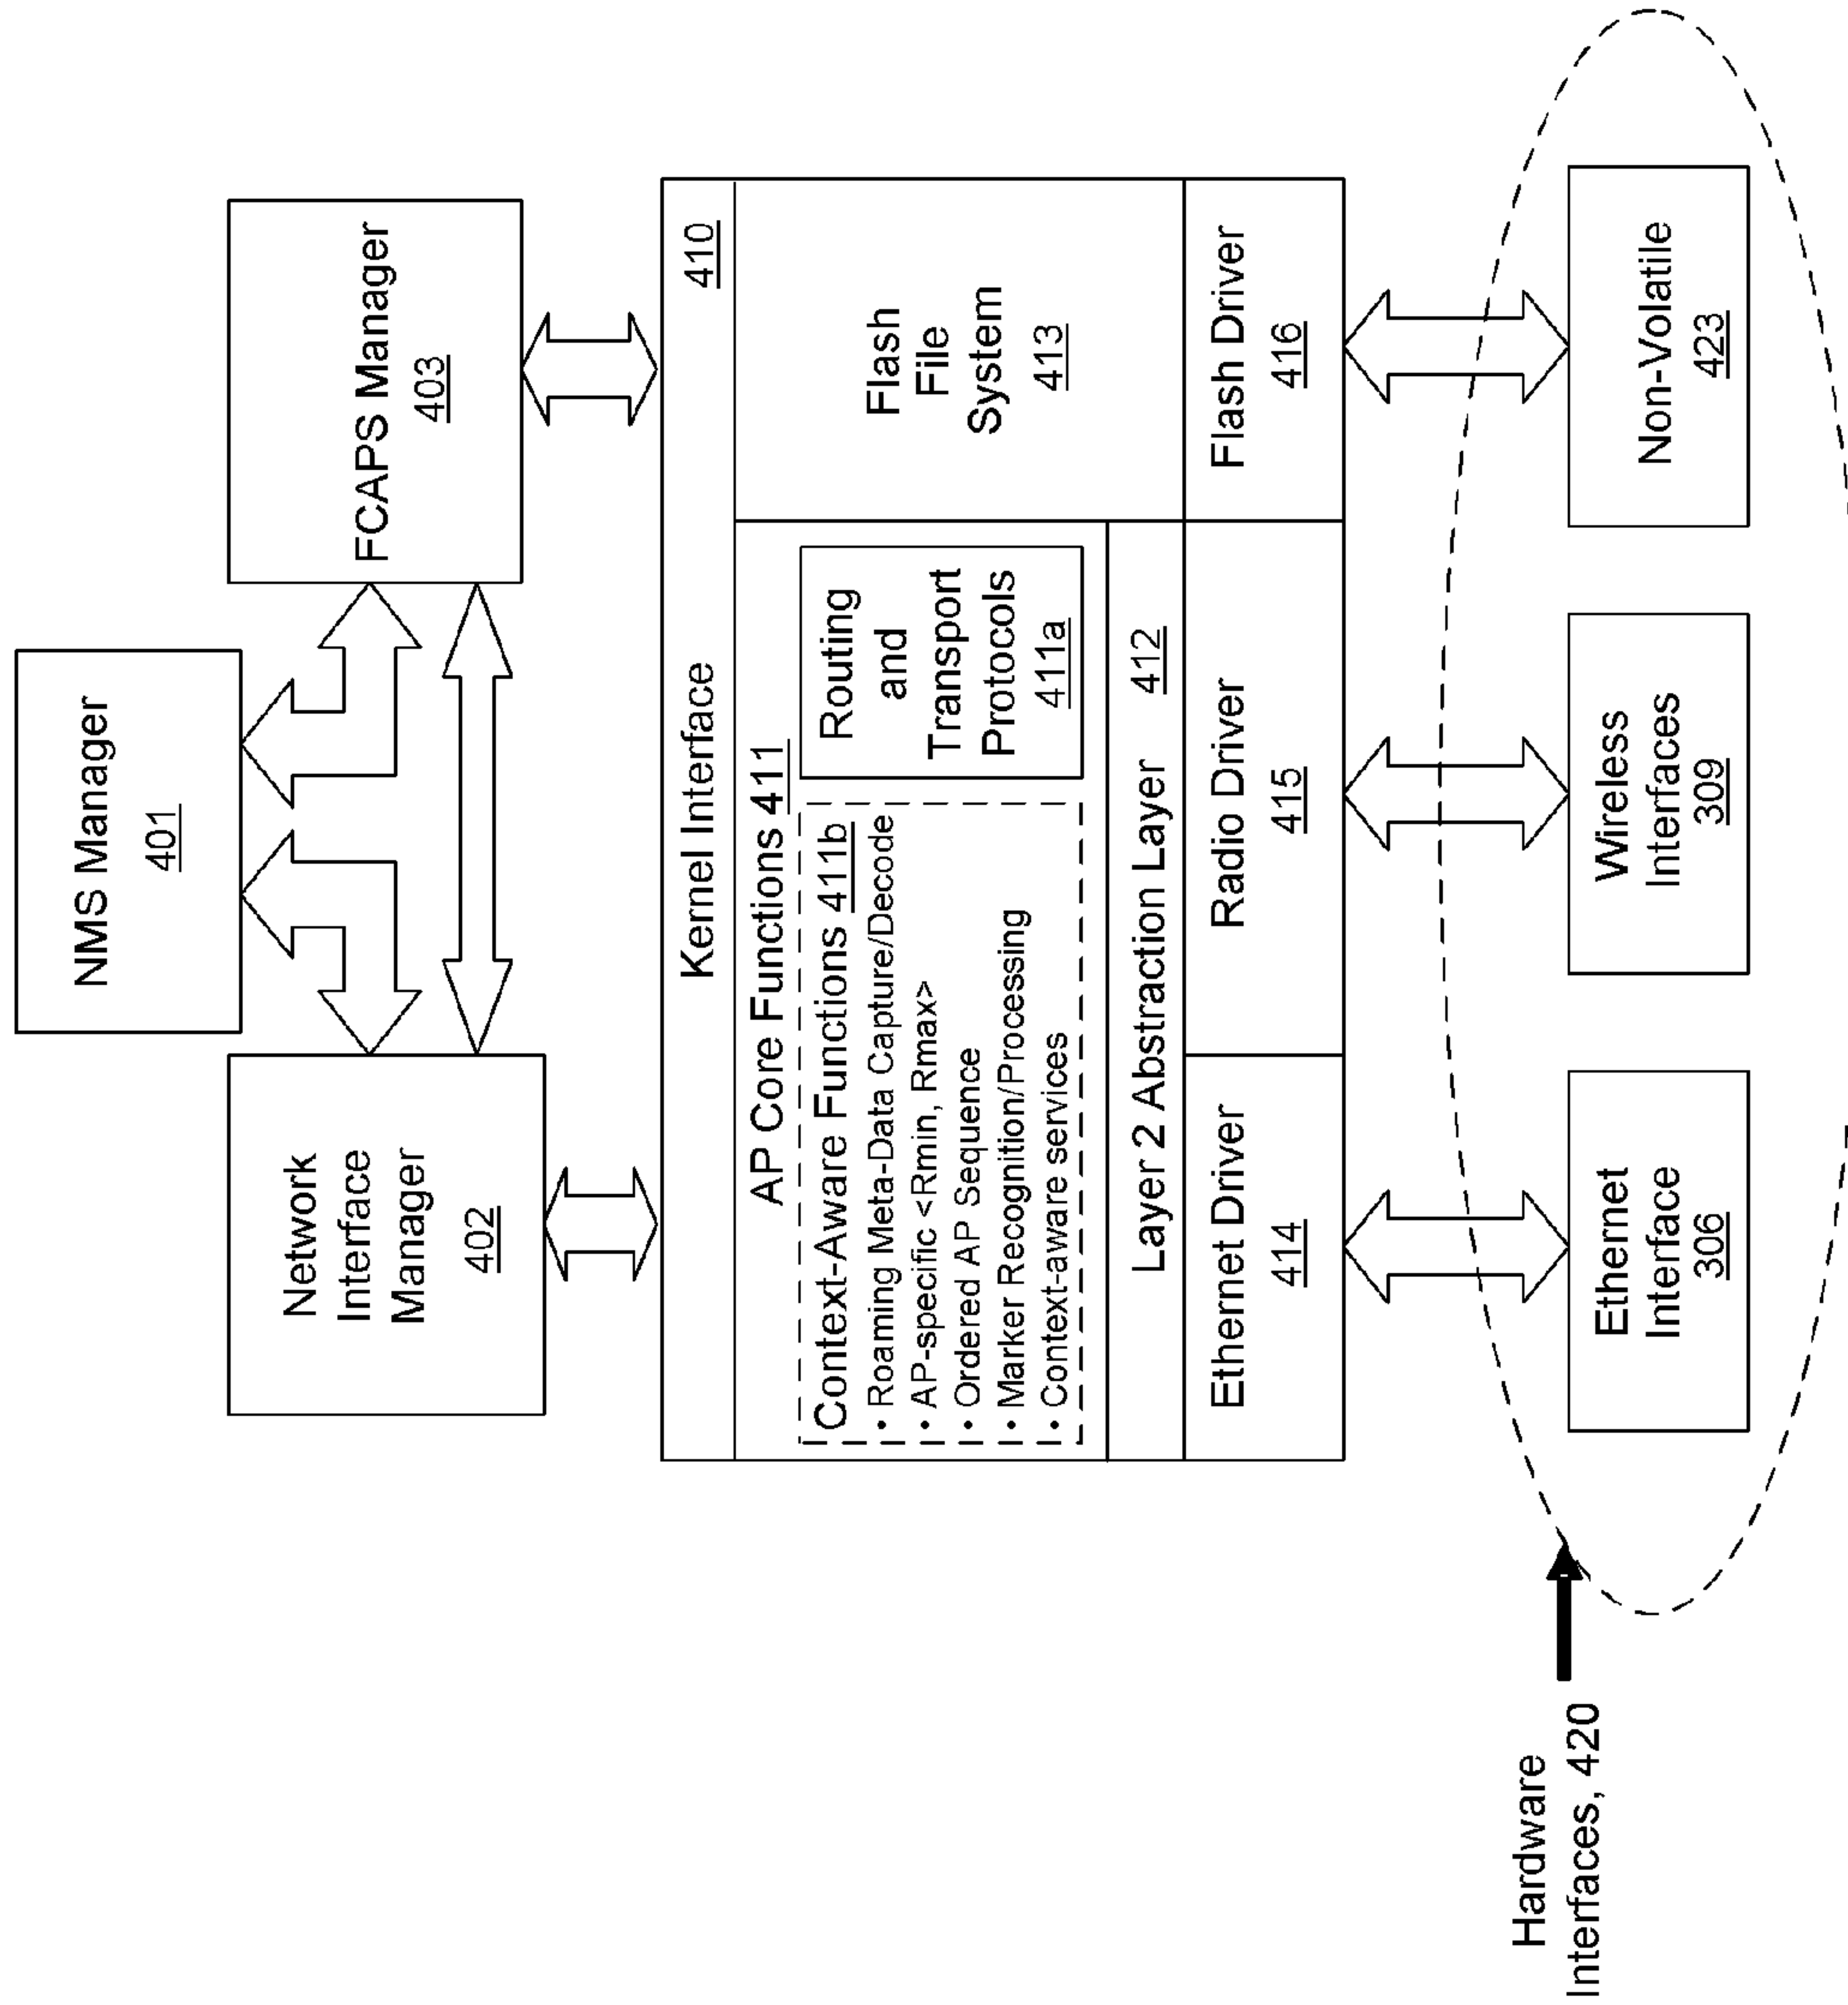 NMS Manager
401
Network
Interface
Manager
402
FCAPS Manager
403
Kernel Interface
410
AP Core Functions 411
Context-Aware Functions 411b
• Roaming Meta-Data Capture/Decode
• AP-specific <Rmin, Rmax>
• Ordered AP Sequence
• Marker Recognition/Processing
• Context-aware services
Routing
and
Transport
Protocols
411a
Flash
File
System
413
Layer 2 Abstraction Layer 412
Ethernet Driver
414
Radio Driver
415
Flash Driver
416
Hardware
Interfaces, 420
Ethernet
Interface
306
Wireless
Interfaces
309
Non-Volatile
423